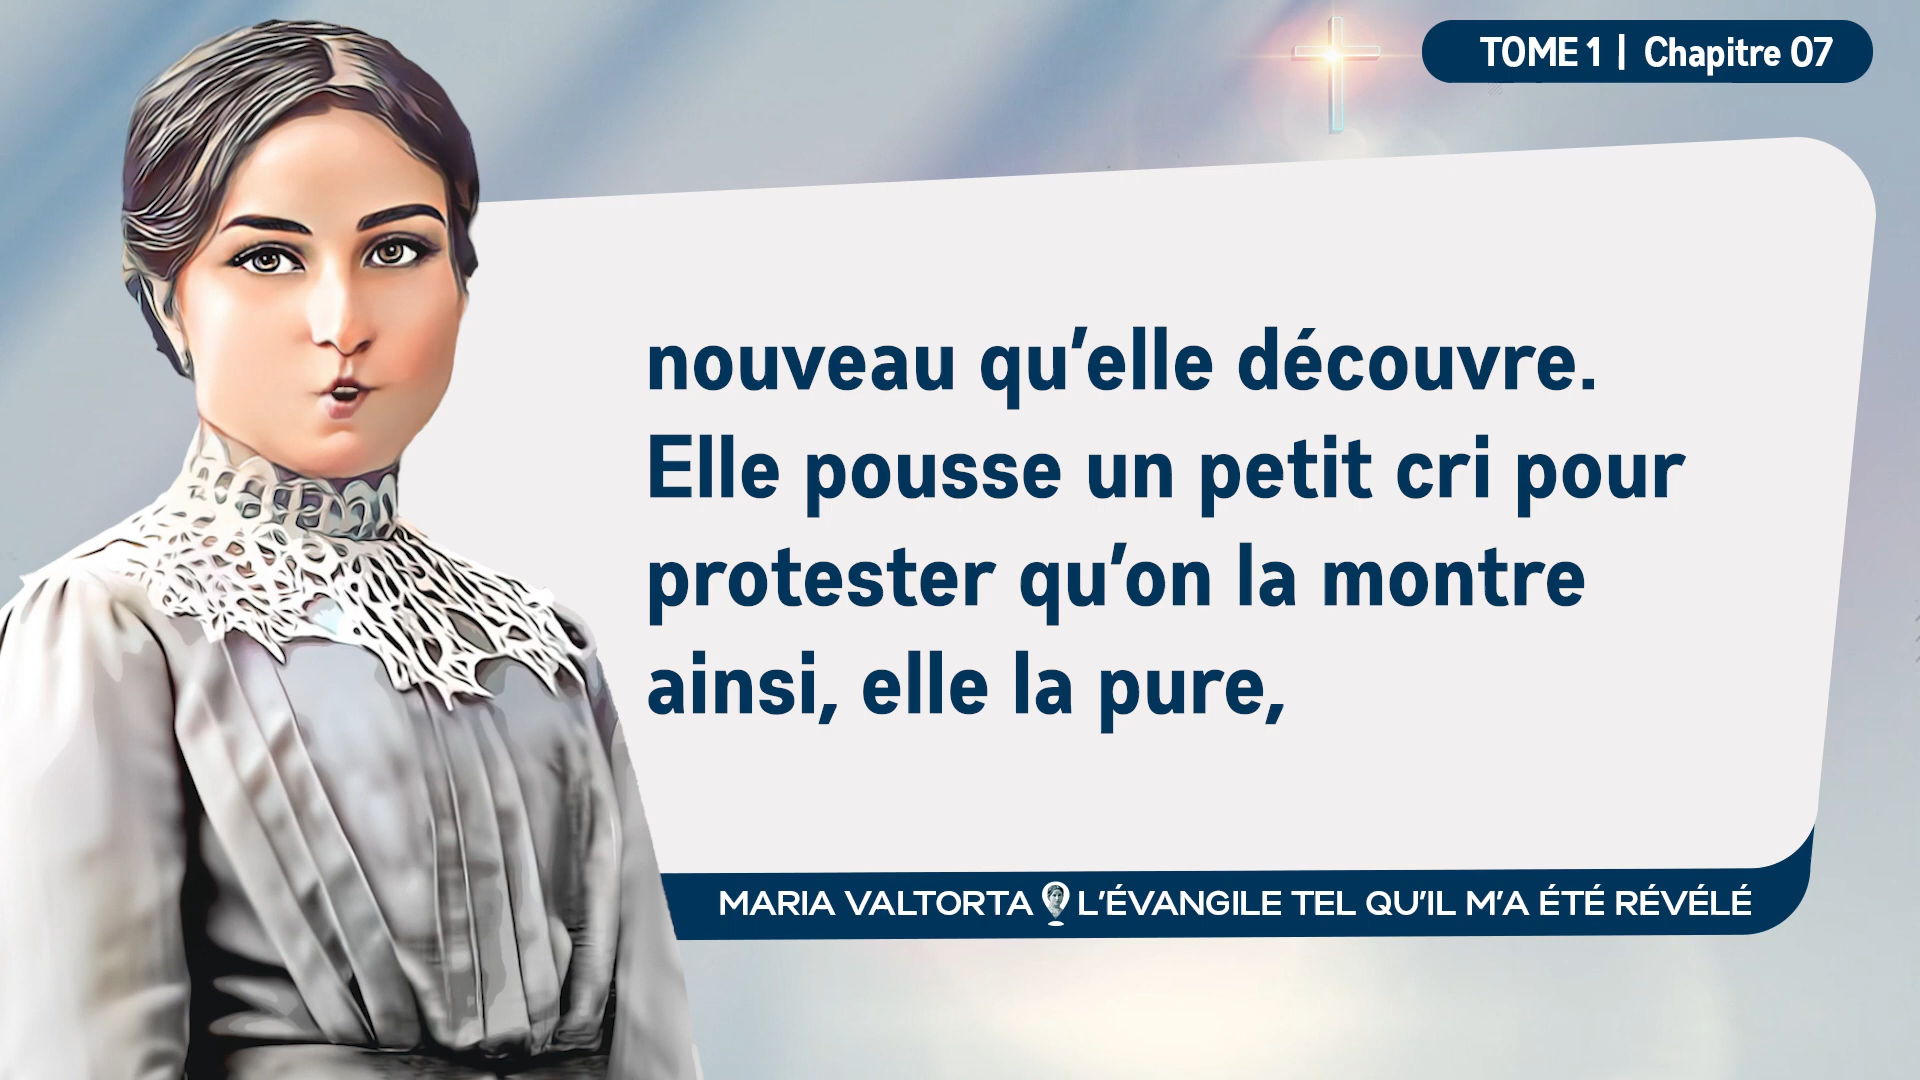 TOME 1 | Chapitre 07
nouveau qu’elle découvre.
Elle pousse un petit cri pour
protester qu’on la montre
ainsi, elle la pure,
MARIA VALTORTA L’ÉVANGILE TEL QU’IL M’A ÉTÉ RÉVÉLÉ